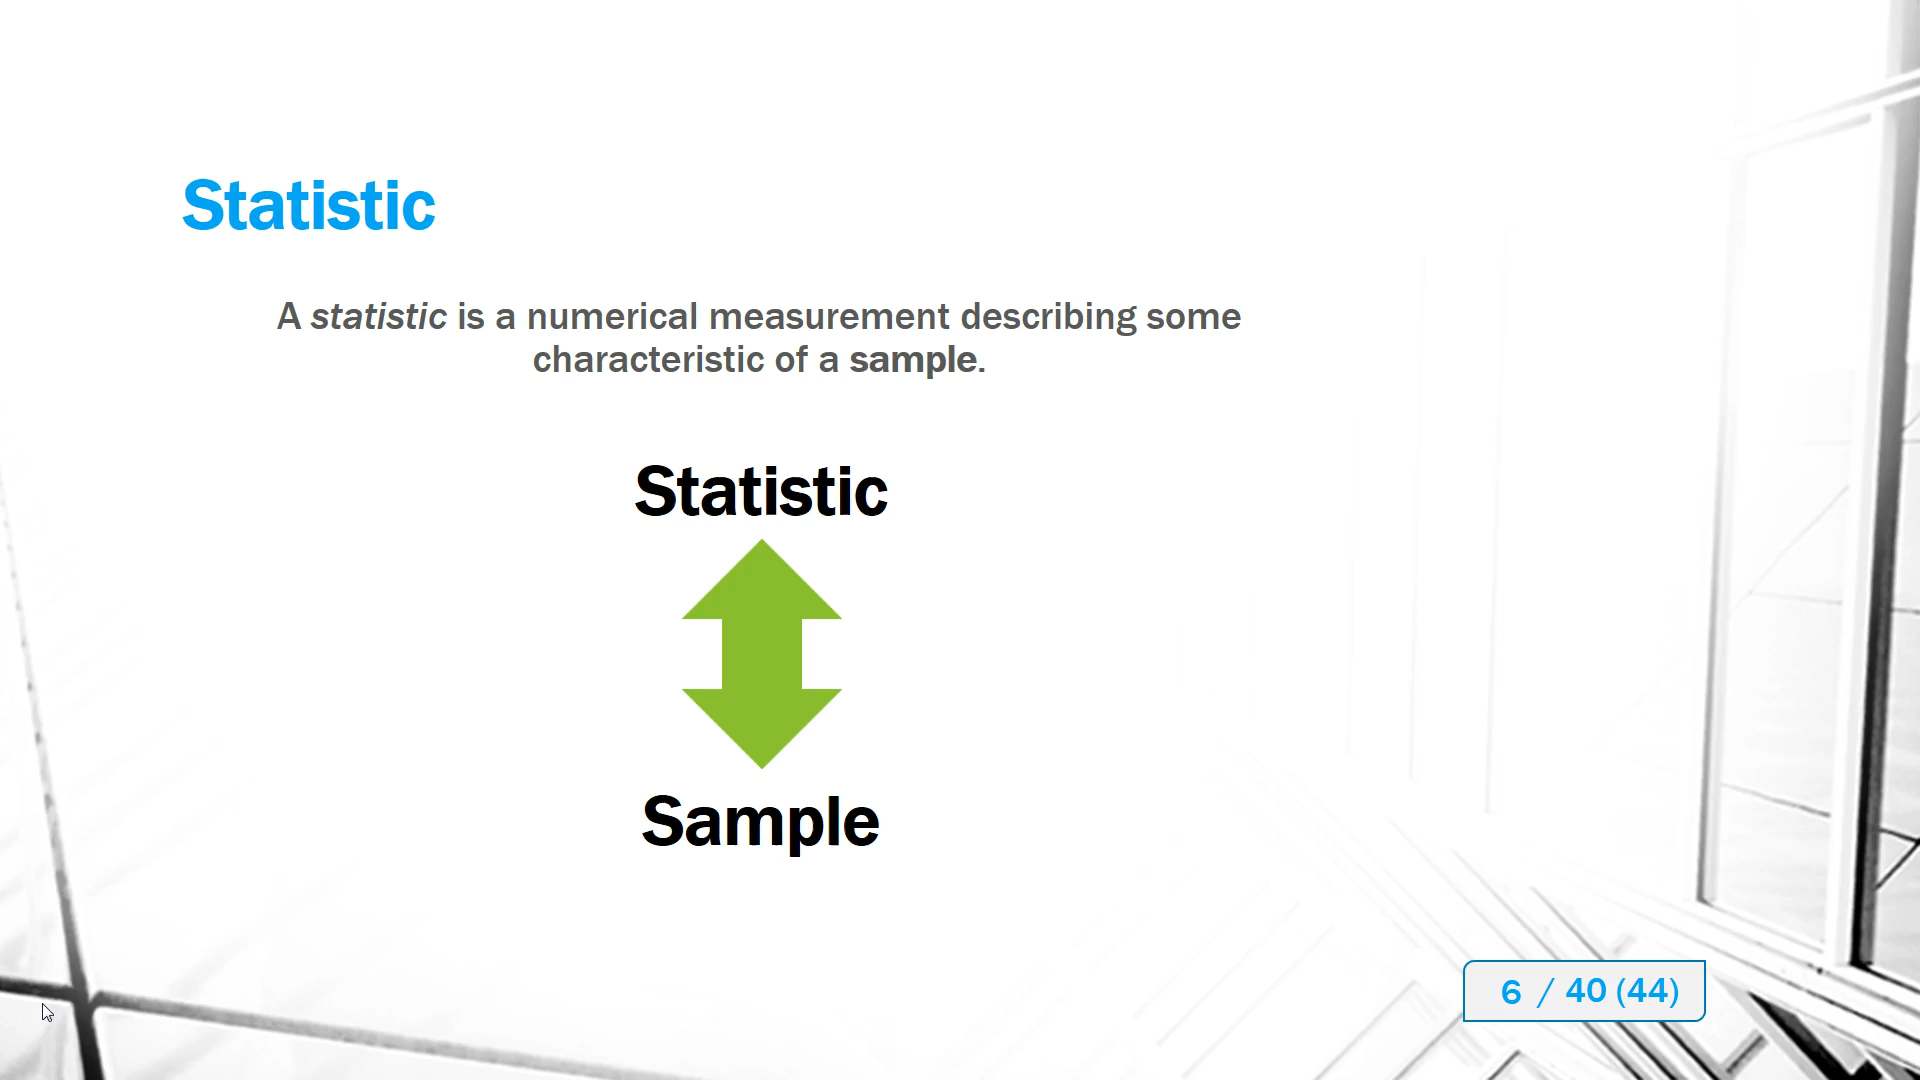 Statistic
A statistic is a numerical measurement describing some
characteristic of a sample.
Statistic
Sample
6 / 40 (44)